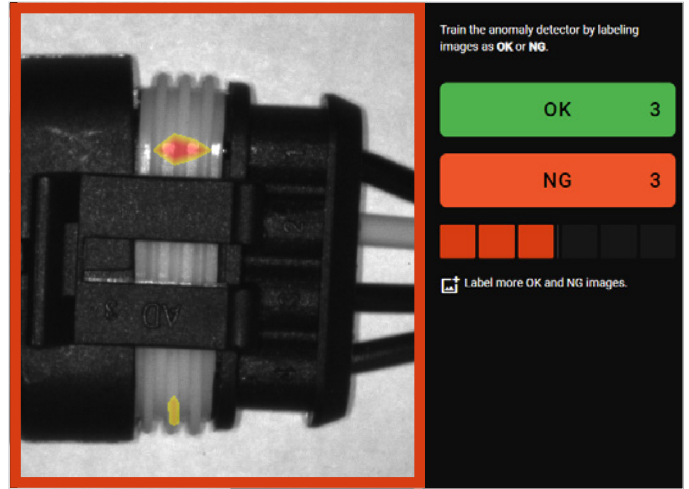 Train the anomaly detector by labeling
images as OK or NG.
OK 3
NG 3
Label more OK and NG images.
AD